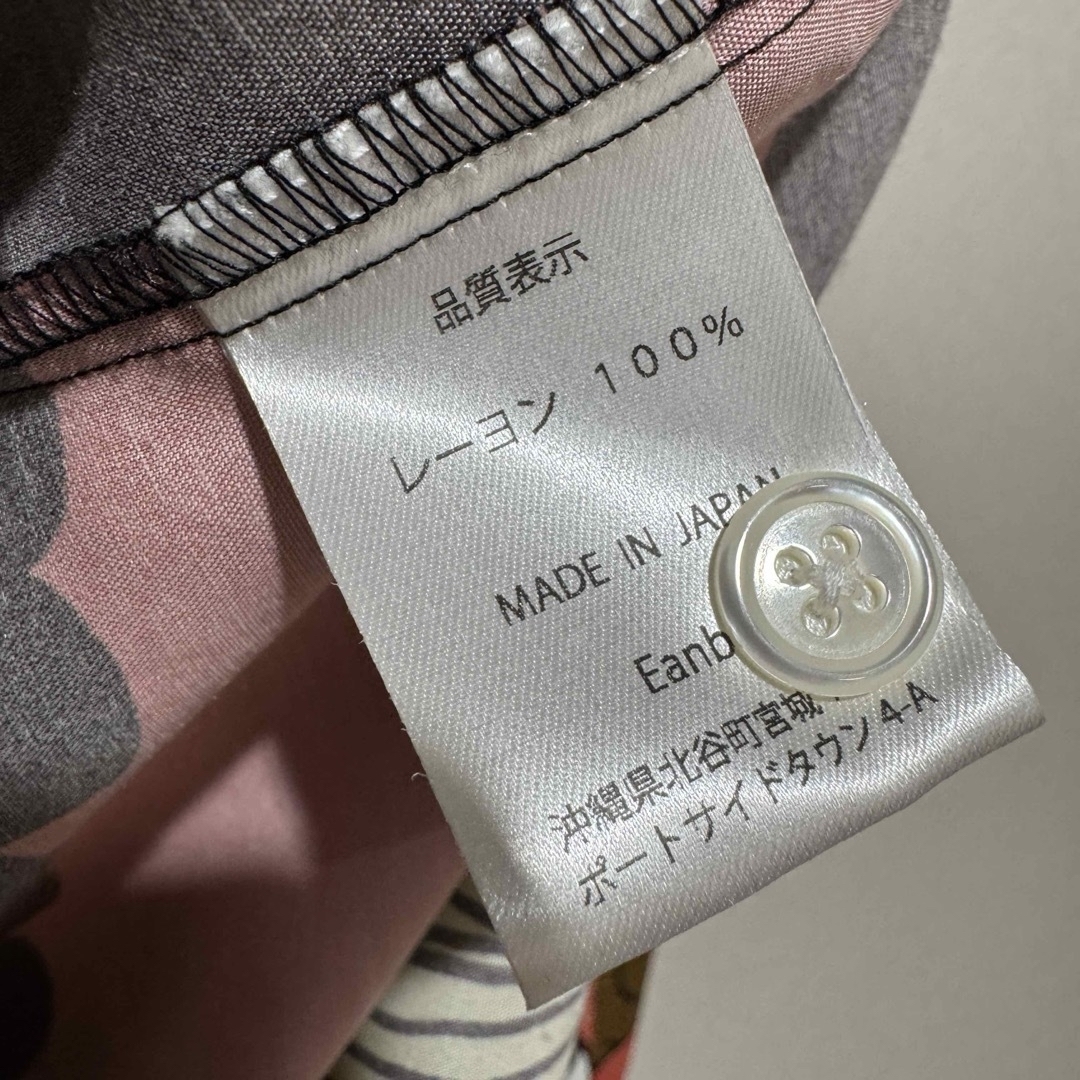 品質表示
レーヨン 100%
MADE IN JAPAN
Eanb
沖縄県北谷町宮城
ポートサイドタウン4-A